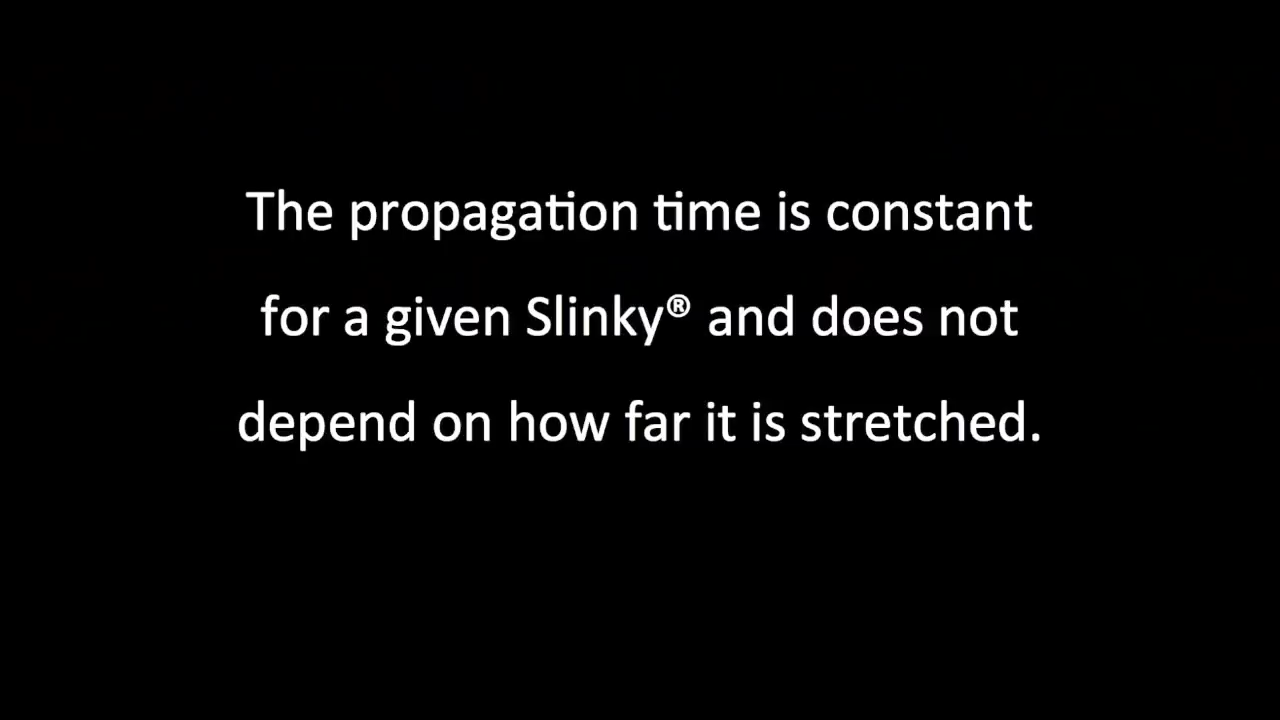 The propagation time is constant
for a given Slinky® and does not
depend on how far it is stretched.